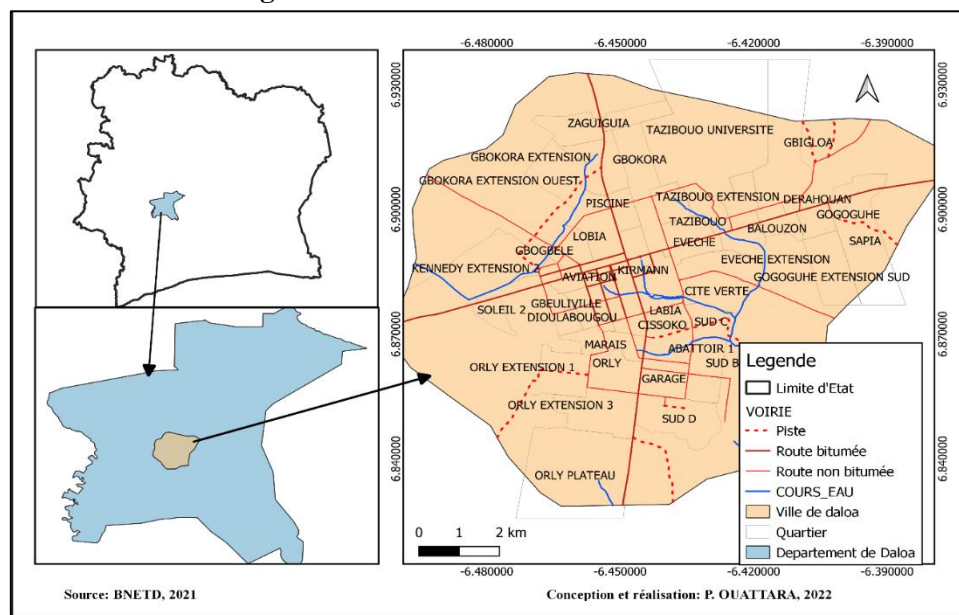 -6.480000 -6.450000 -6.420000 -6.390000
6.930000 6.930000
ZAGUIGUIA
TAZIBOUO UNIVERSITE
GBIGLOA
GBOKORA EXTENSION
GBOKORA
GBOKORA EXTENSION OUEST
6.900000 6.900000
PISCINE
TAZIBOUO EXTENSION
DERAHOUAN
TAZIBOUO
GOGOGUHE
BALOUZON
LOBIA
EVECHE
SAPIA
GBOGBELE
EVECHE EXTENSION
KENNEDY EXTENSION 2
KIRMANN
AVIATION
GOGOGUHE EXTENSION SUD
CITE VERTE
GBEULIVILLE
SOLEIL 2
LABIA
DIOULABOUGOU
CISSOKO
SUD C
6.870000 6.870000
MARAIS
ABATTOIR 1
ORLY EXTENSION 1
ORLY
SUD B
GARAGE
ORLY EXTENSION 3
SUD D
6.840000 6.840000
ORLY PLATEAU
0 1 2 km
Legende
Limite d'Etat
VOIRIE
Piste
Route bitumée
Route non bitumée
COURS_EAU
Ville de daloa
Quartier
Departement de Daloa
-6.480000 -6.450000 -6.420000 -6.390000
Source: BNETD, 2021
Conception et réalisation: P. OUATTARA, 2022